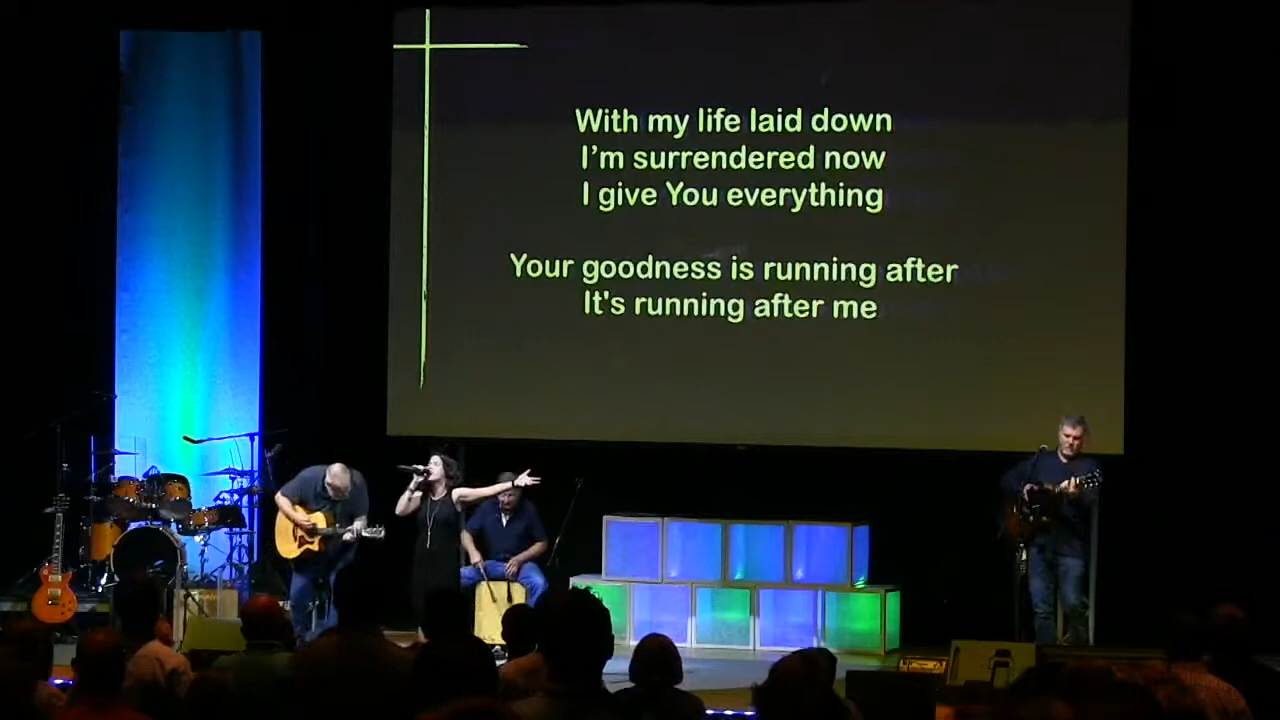 With my life laid down
I’m surrendered now
I give You everything
Your goodness is running after
It's running after me